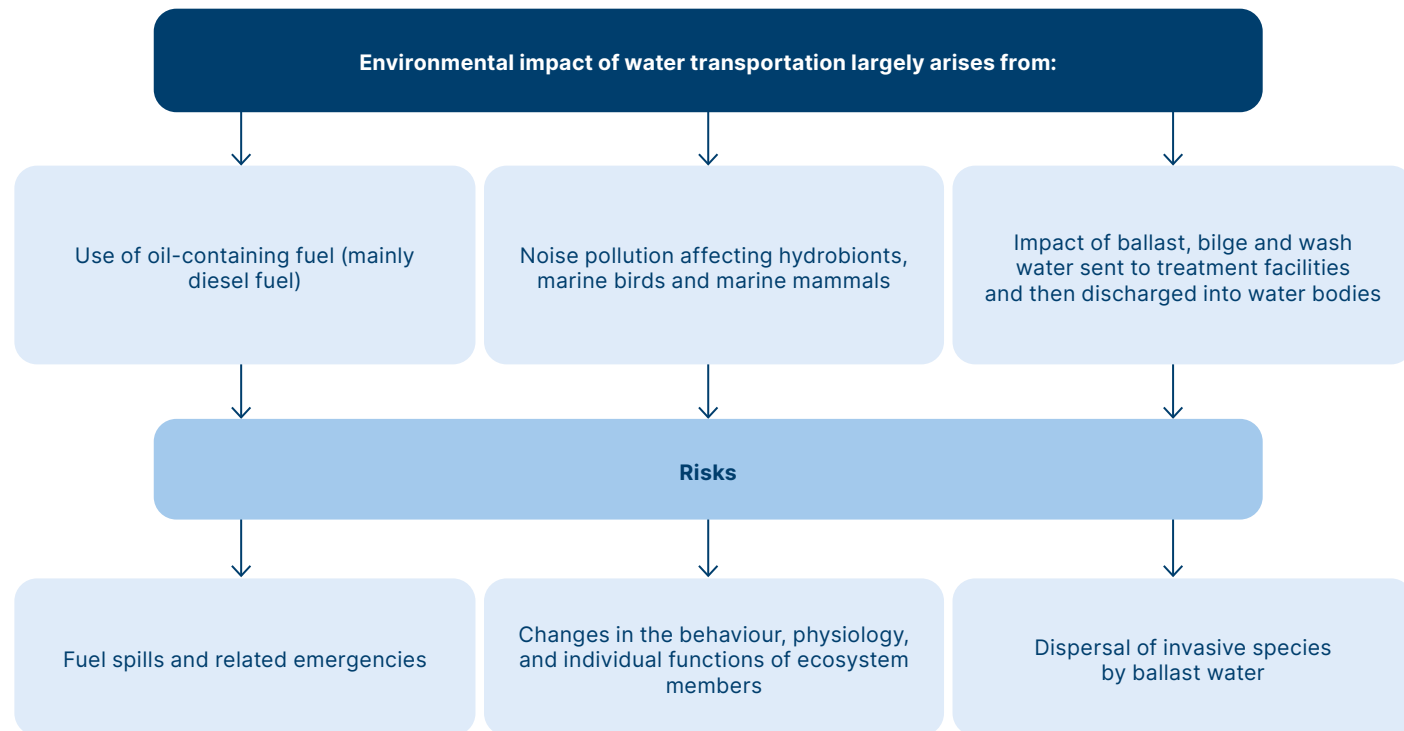 Environmental impact of water transportation largely arises from:
Use of oil-containing fuel (mainly
diesel fuel)
Noise pollution affecting hydrobionts,
marine birds and marine mammals
Impact of ballast, bilge and wash
water sent to treatment facilities
and then discharged into water bodies
Risks
Fuel spills and related emergencies
Changes in the behaviour, physiology,
and individual functions of ecosystem
members
Dispersal of invasive species
by ballast water